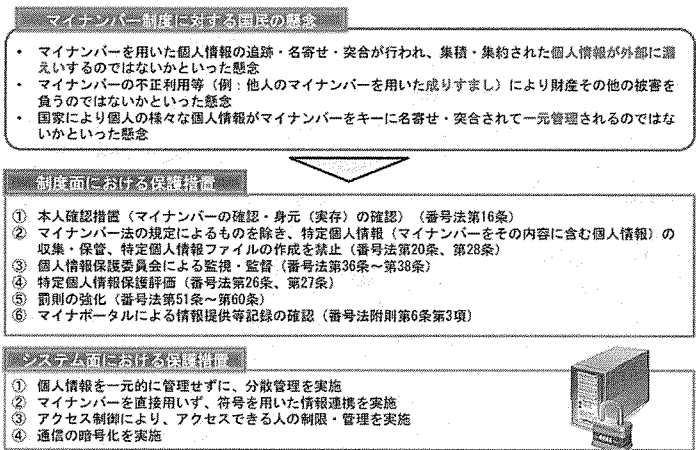 マイナンバー制度に対する国民の懸念
・ マイナンバーを用いた個人情報の追跡・名寄せ・突合が行われ、集積・集約された個人情報が外部に漏
えいするのではないかといった懸念
・ マイナンバーの不正利用等（例：他人のマイナンバーを用いた成りすまし）により財産その他の被害を
負うのではないかといった懸念
・ 国家により個人の様々な個人情報がマイナンバーをキーに名寄せ・突合されて一元管理されるのではな
いかといった懸念
制度面における保護措置
① 本人確認措置（マイナンバーの確認・身元（実存）の確認）（番号法第16条）
② マイナンバー法の規定によるものを除き、特定個人情報（マイナンバーをその内容に含む個人情報）の
収集・保管、特定個人情報ファイルの作成を禁止（番号法第20条、第28条）
③ 個人情報保護委員会による監視・監督（番号法第36条～第38条）
④ 特定個人情報保護評価（番号法第26条、第27条）
⑤ 罰則の強化（番号法第51条～第60条）
⑥ マイナポータルによる情報提供等記録の確認（番号法附則第6条第3項）
システム面における保護措置
① 個人情報を一元的に管理せずに、分散管理を実施
② マイナンバーを直接用いず、符号を用いた情報連携を実施
③ アクセス制御により、アクセスできる人の制限・管理を実施
④ 通信の暗号化を実施